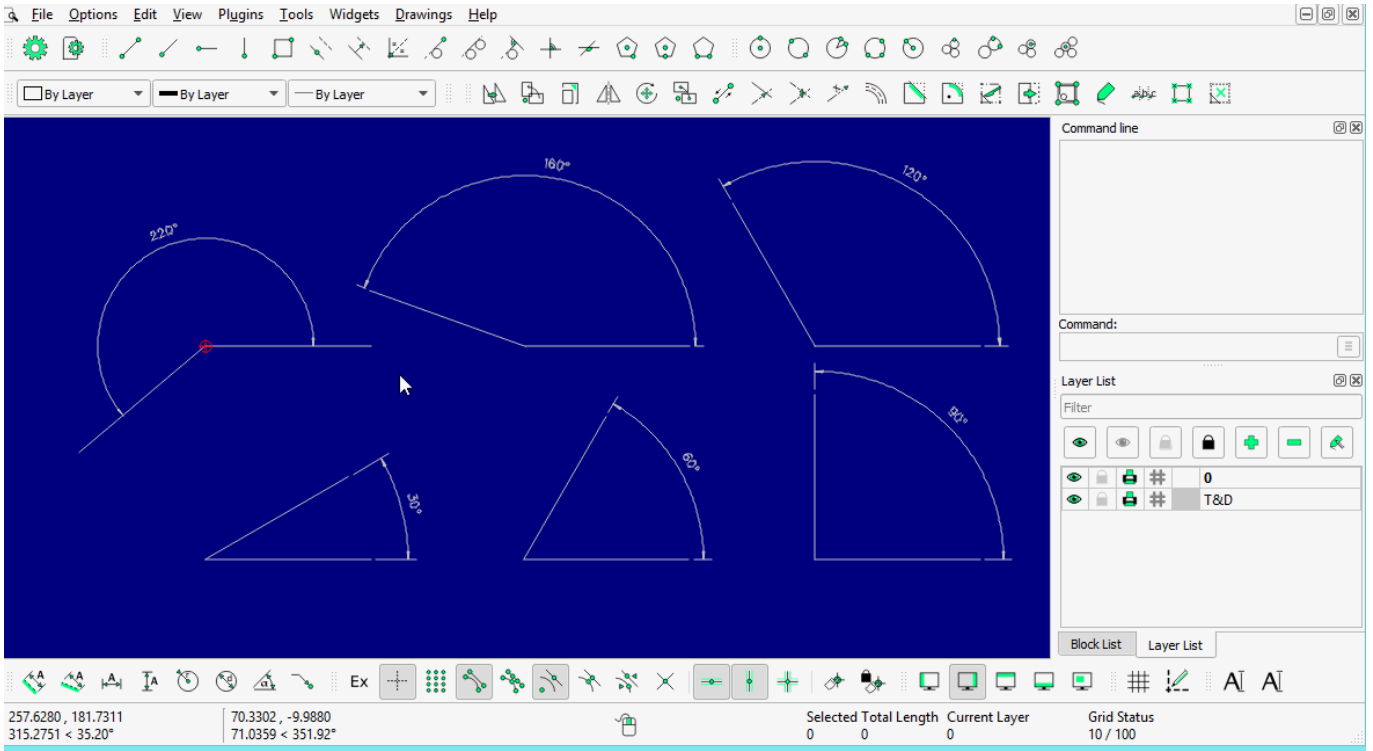 File Options Edit View Plugins Tools Widgets Drawings Help
By Layer By Layer By Layer
Command line
160°
120°
220°
Command:
Layer List
Filter
90°
60°
30°
0
T&D
Block List Layer List
A A A Ex A A
257.6280 , 181.7311 70.3302 , -9.9880 Selected Total Length Current Layer Grid Status
315.2751 < 35.20° 71.0359 < 351.92° 0 0 0 10 / 100